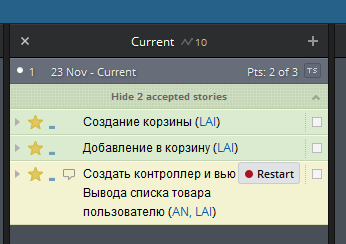 Current 10
1 23 Nov - Current Pts: 2 of 3 TS
Hide 2 accepted stories
Создание корзины (LAI)
Добавление в корзину (LAI)
Создать контроллер и вью Restart
Вывода списка товара
пользователю (AN, LAI)